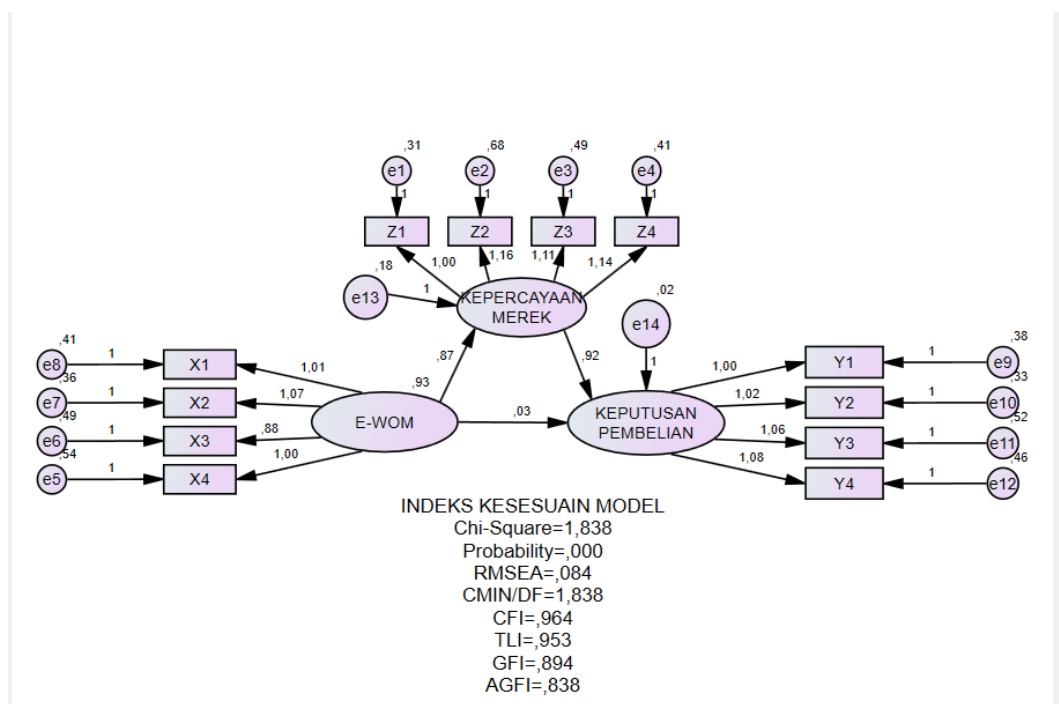 ,31 ,68 ,49 ,41
e1 e2 e3 e4
1 1 1 1
Z1 Z2 Z3 Z4
1,00 1,16 1,11 1,14
,18
e13 1
KEPERCAYAAN
MEREK
,02
e14
1
,87 ,92
,93
E-WOM
,03
KEPUTUSAN
PEMBELIAN
,41
e8 1 X1 1,01
,36
e7 1 X2 1,07
,49
e6 1 X3 ,88
,54
e5 1 X4 1,00
,38
1,00 Y1 1 e9
,33
1,02 Y2 1 e10
,52
1,06 Y3 1 e11
,46
1,08 Y4 1 e12
INDEKS KESESUAIN MODEL
Chi-Square=1,838
Probability=,000
RMSEA=,084
CMIN/DF=1,838
CFI=,964
TLI=,953
GFI=,894
AGFI=,838